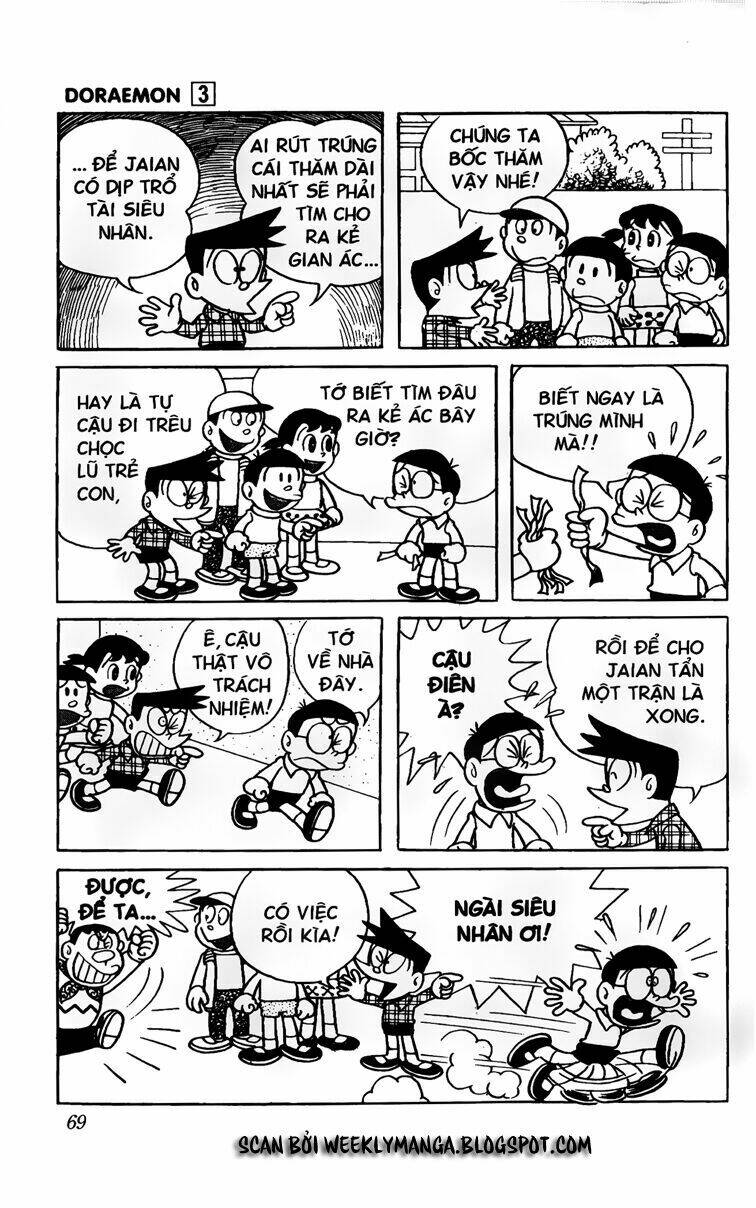 DORAEMON 3
AI RÚT TRÚNG
CÁI THĂM DÀI
NHẤT SẼ PHẢI
TÌM CHO
RA KẺ
GIAN ÁC...
... ĐỂ JAIAN
CÓ DỊP TRỔ
TÀI SIÊU
NHÂN.
CHÚNG TA
BỐC THĂM
VẬY NHÉ!
TỚ BIẾT TÌM ĐÂU
RA KẺ ÁC BÂY
GIỜ?
HAY LÀ TỰ
CẬU ĐI TRÊU
CHỌC
LŨ TRẺ
CON,
BIẾT NGAY LÀ
TRÚNG MÌNH
MÀ!!
TỚ
VỀ NHÀ
ĐÂY.
Ê, CẬU
THẬT VÔ
TRÁCH
NHIỆM!
RỒI ĐỂ CHO
JAIAN TẨN
MỘT TRẬN LÀ
XONG.
CẬU
ĐIÊN
À?
ĐƯỢC,
ĐỂ TA...
CÓ VIỆC
RỒI KÌA!
NGÀI SIÊU
NHÂN ƠI!
69
SCAN BỞI WEEKLYMANGA.BLOGSPOT.COM